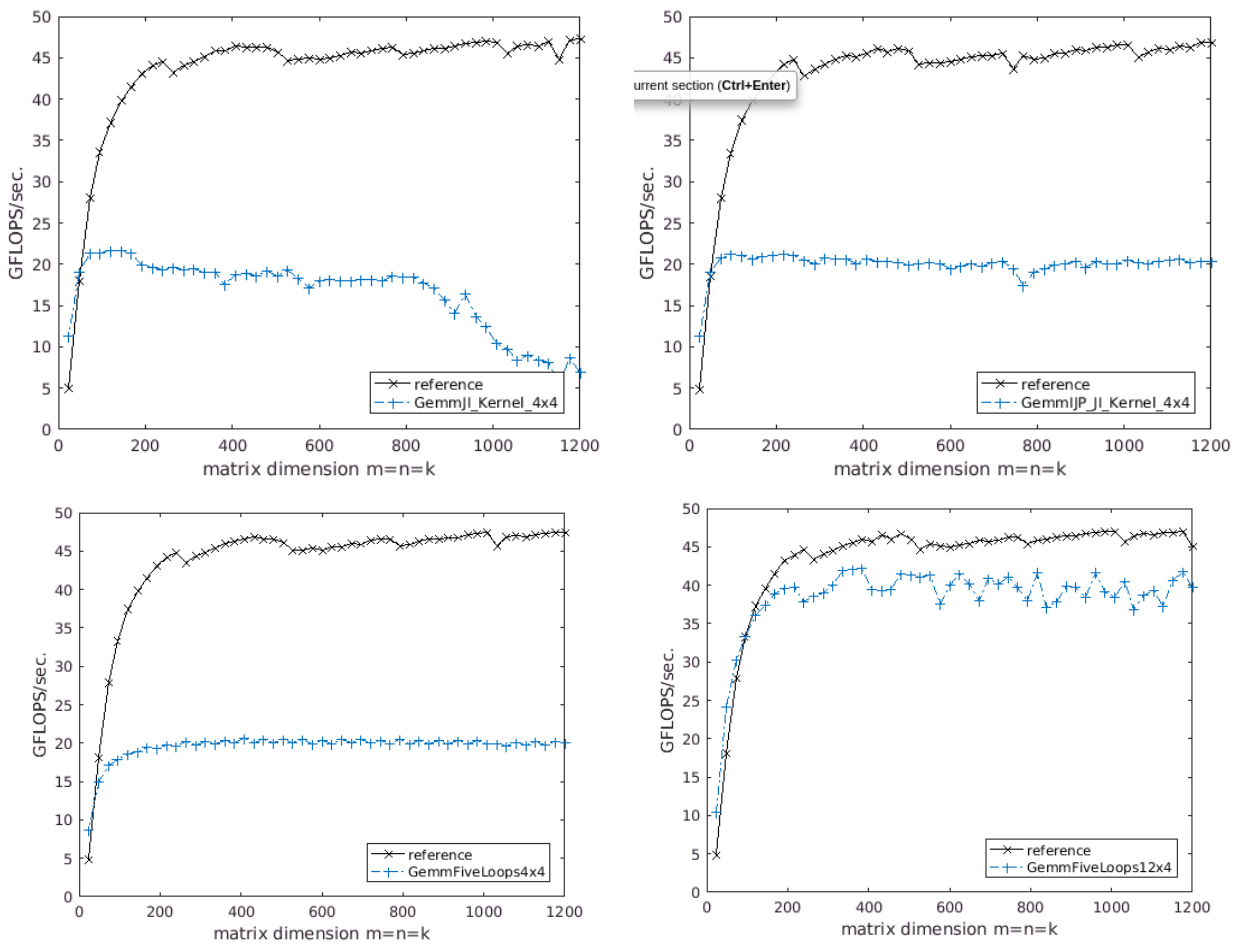 50
45
40
35
30
25
20
15
10
5
0
GFLOPS/sec.
reference
GemmJI_Kernel_4x4
0 200 400 600 800 1000 1200
matrix dimension m=n=k
50
45
urrent section (Ctrl+Enter)
35
30
25
20
15
10
5
0
GFLOPS/sec.
reference
GemmIJP_JI_Kernel_4x4
0 200 400 600 800 1000 1200
matrix dimension m=n=k
50
45
40
35
30
25
20
15
10
5
0
GFLOPS/sec.
reference
GemmFiveLoops4x4
0 200 400 600 800 1000 1200
matrix dimension m=n=k
50
45
40
35
30
25
20
15
10
5
0
GFLOPS/sec.
reference
GemmFiveLoops12x4
0 200 400 600 800 1000 1200
matrix dimension m=n=k